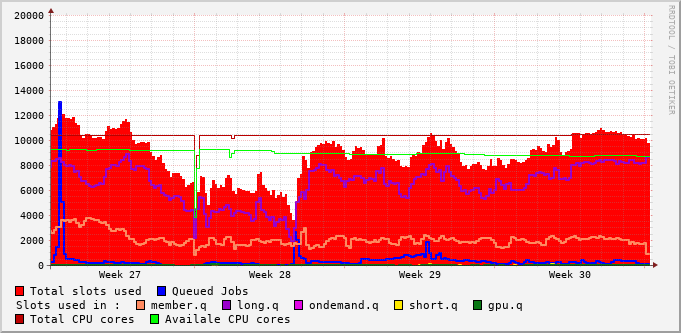 20000
18000
16000
14000
12000
10000
8000
6000
4000
2000
0
Week 27 Week 28 Week 29 Week 30
RRDTOOL / TOBI OETIKER
Total slots used Queued Jobs
Slots used in : member.q long.q ondemand.q short.q gpu.q
Total CPU cores Availale CPU cores